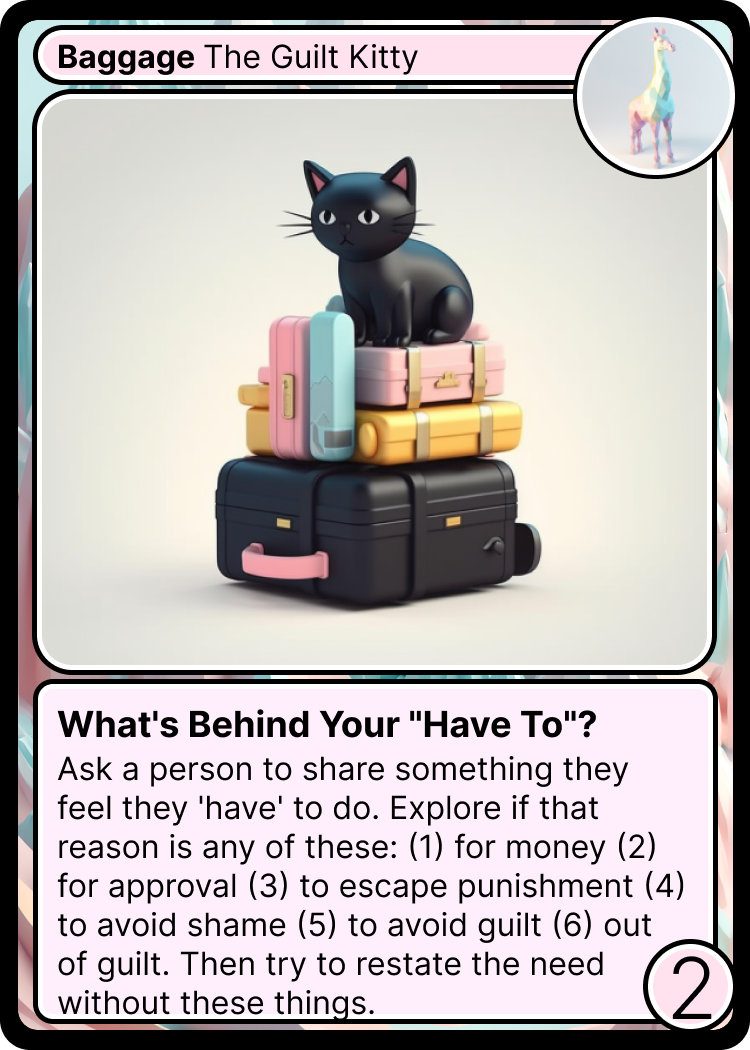 Baggage The Guilt Kitty
What's Behind Your "Have To"?
Ask a person to share something they
feel they 'have' to do. Explore if that
reason is any of these: (1) for money (2)
for approval (3) to escape punishment (4)
to avoid shame (5) to avoid guilt (6) out
of guilt. Then try to restate the need
without these things.
2